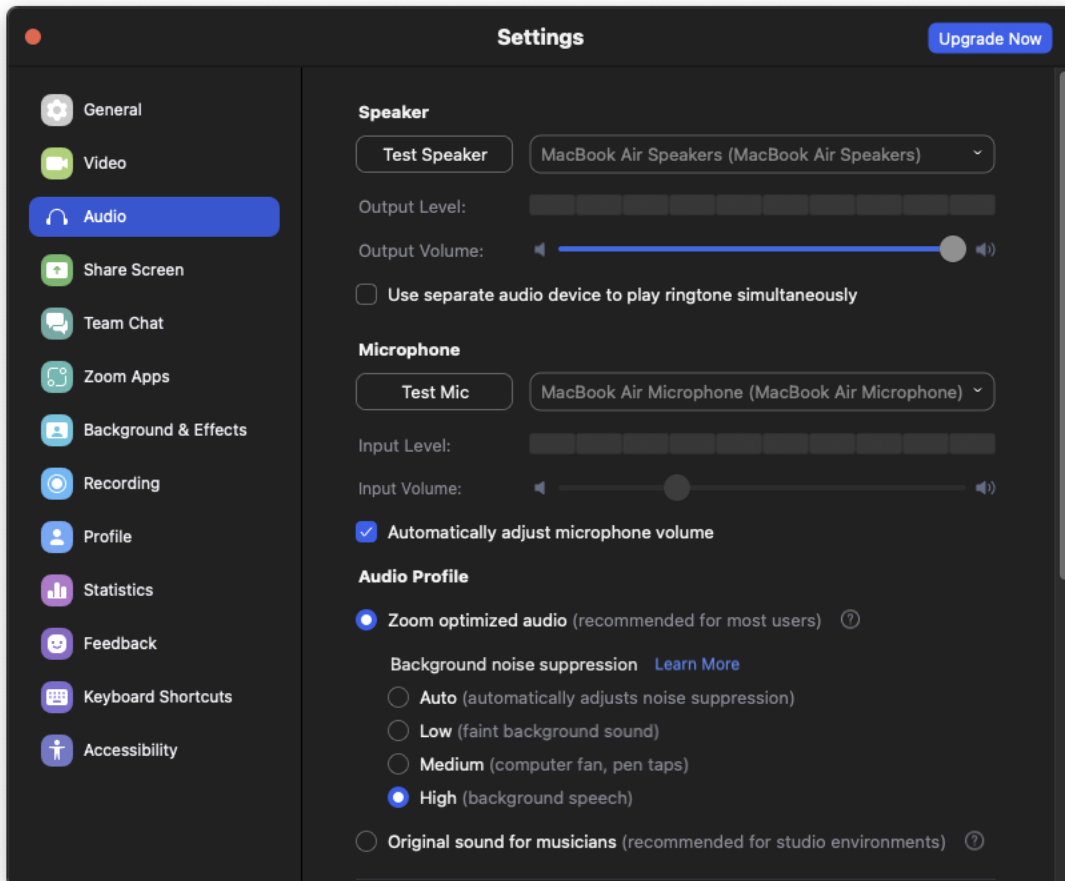 Settings
Upgrade Now
General
Video
Audio
Share Screen
Team Chat
Zoom Apps
Background & Effects
Recording
Profile
Statistics
Feedback
Keyboard Shortcuts
Accessibility
Speaker
Test Speaker MacBook Air Speakers (MacBook Air Speakers)
Output Level:
Output Volume:
Use separate audio device to play ringtone simultaneously
Microphone
Test Mic MacBook Air Microphone (MacBook Air Microphone)
Input Level:
Input Volume:
Automatically adjust microphone volume
Audio Profile
Zoom optimized audio (recommended for most users) ?
Background noise suppression Learn More
Auto (automatically adjusts noise suppression)
Low (faint background sound)
Medium (computer fan, pen taps)
High (background speech)
Original sound for musicians (recommended for studio environments) ?